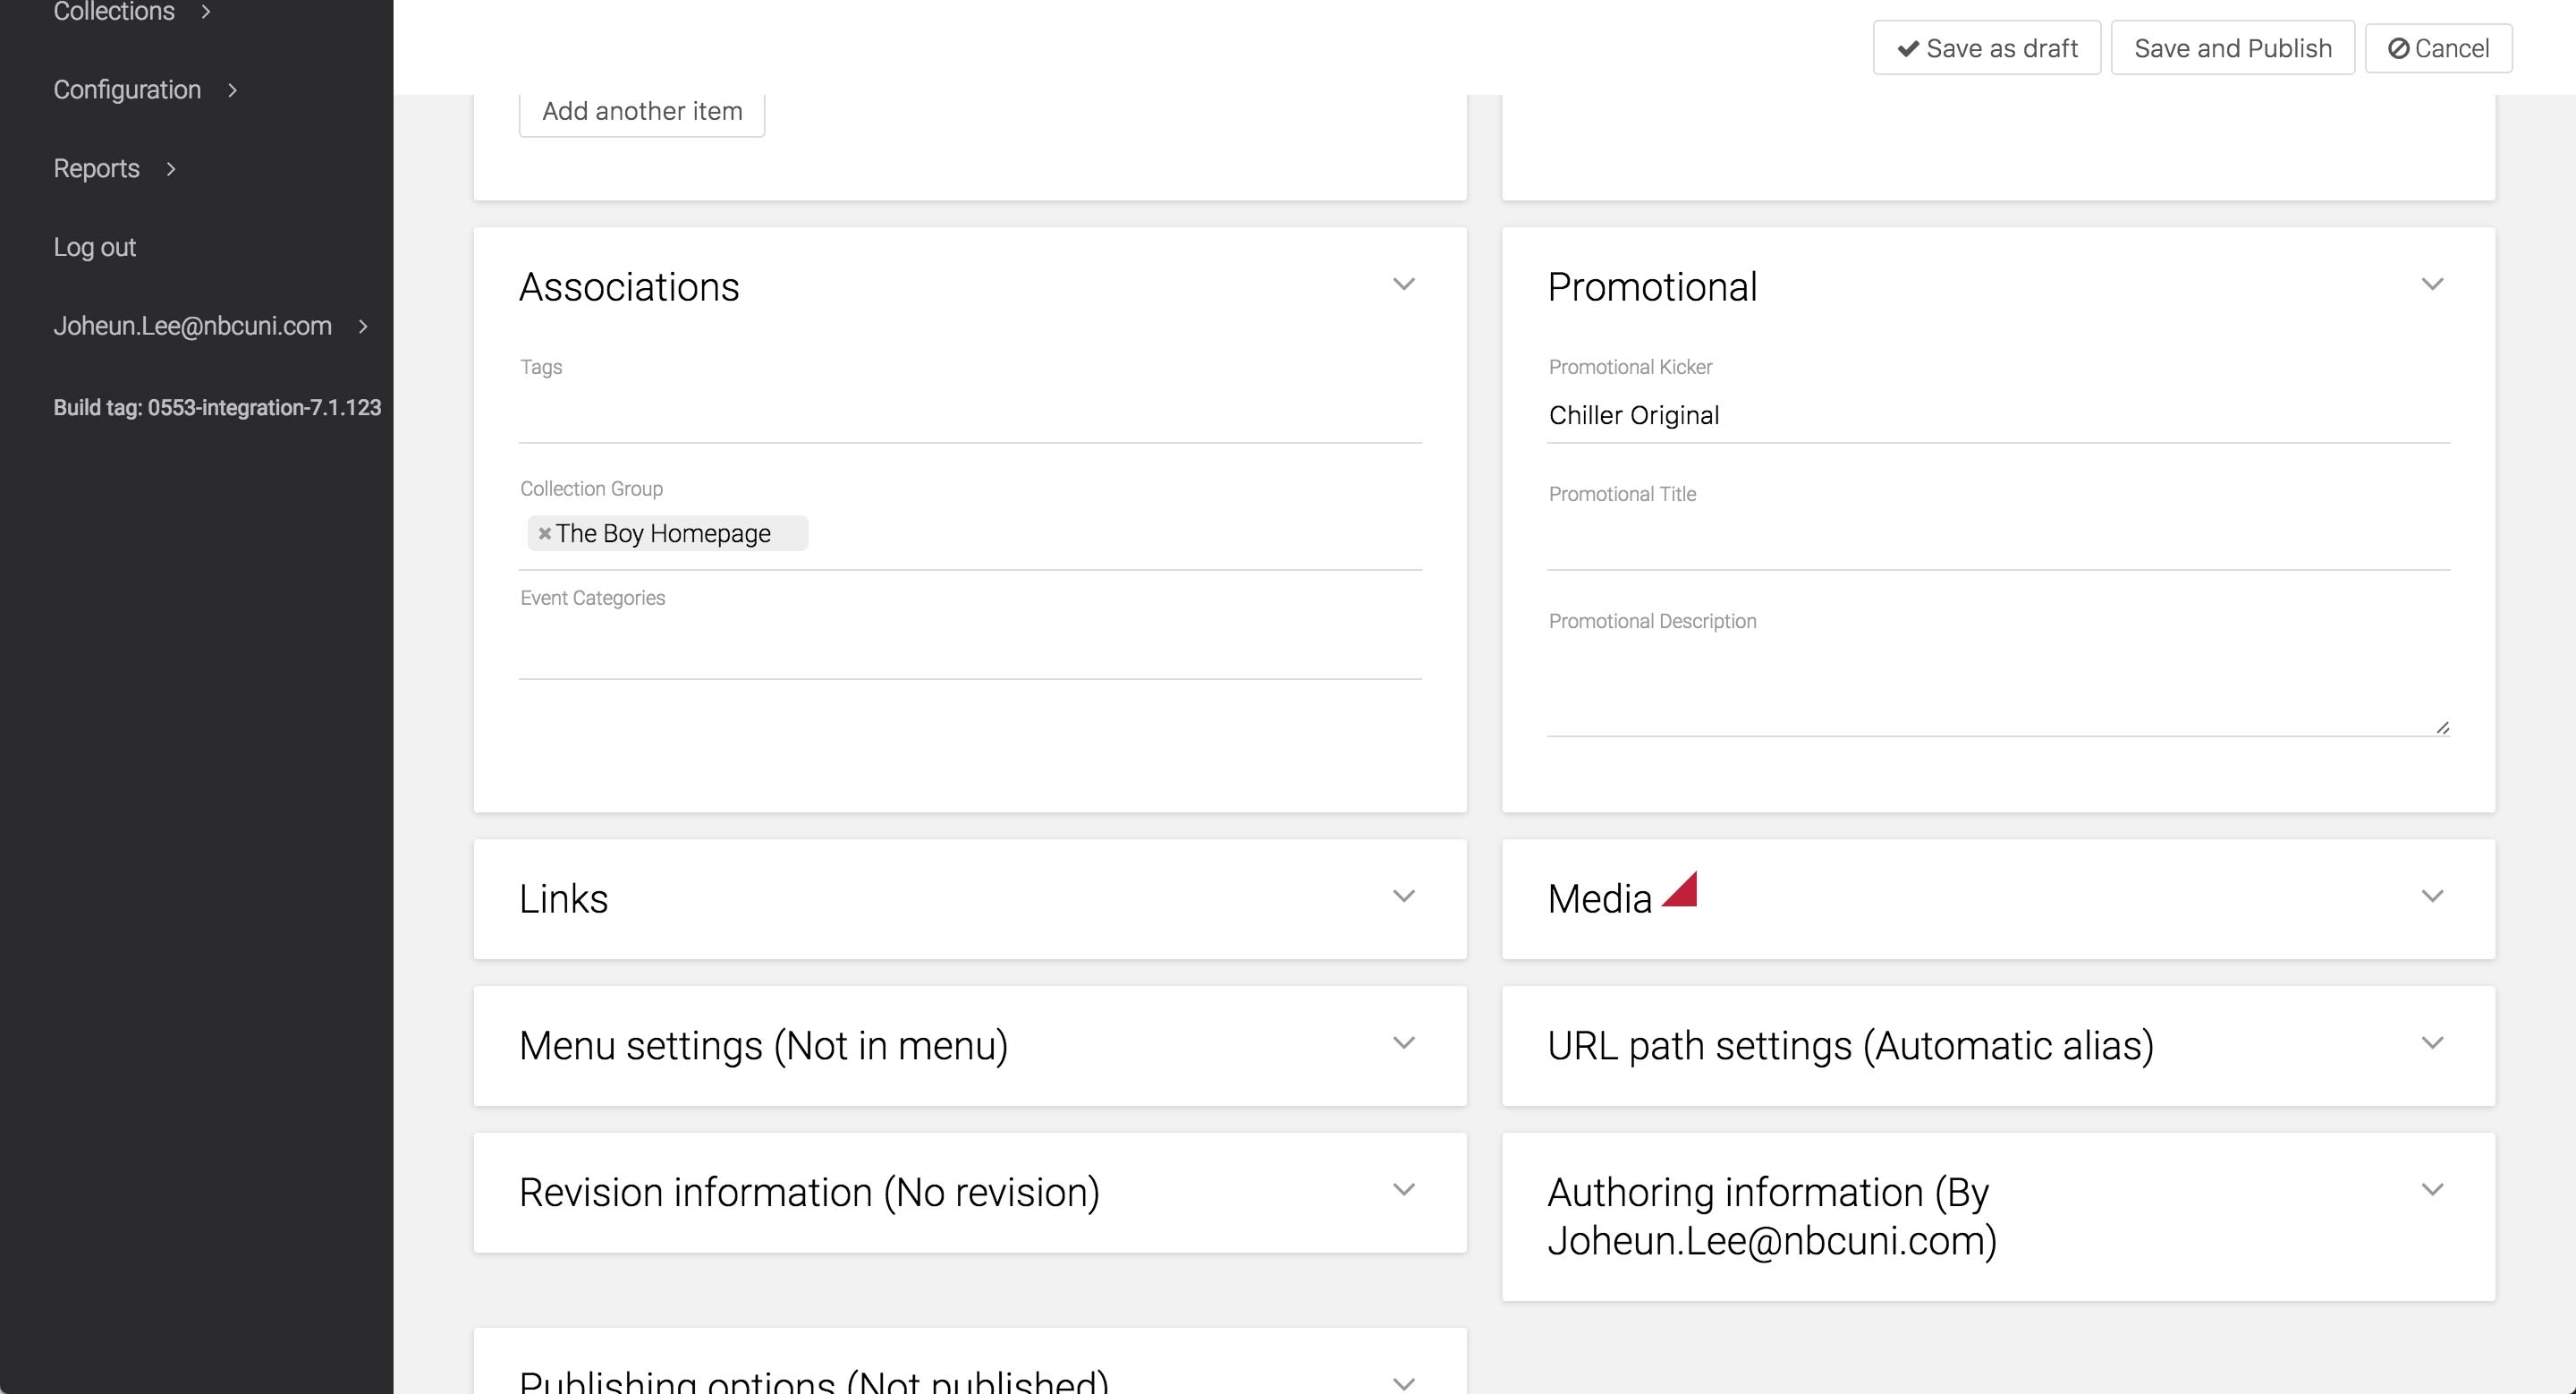 Collections
Configuration
Reports
Log out
Joheun.Lee@nbcuni.com
Build tag: 0553-integration-7.1.123
Save as draft
Save and Publish
Cancel
Add another item
Associations
Tags
Collection Group
The Boy Homepage
Event Categories
Promotional
Promotional Kicker
Chiller Original
Promotional Title
Promotional Description
Links
Media
Menu settings (Not in menu)
URL path settings (Automatic alias)
Revision information (No revision)
Authoring information (By
Joheun.Lee@nbcuni.com)
Publishing options (Not published)